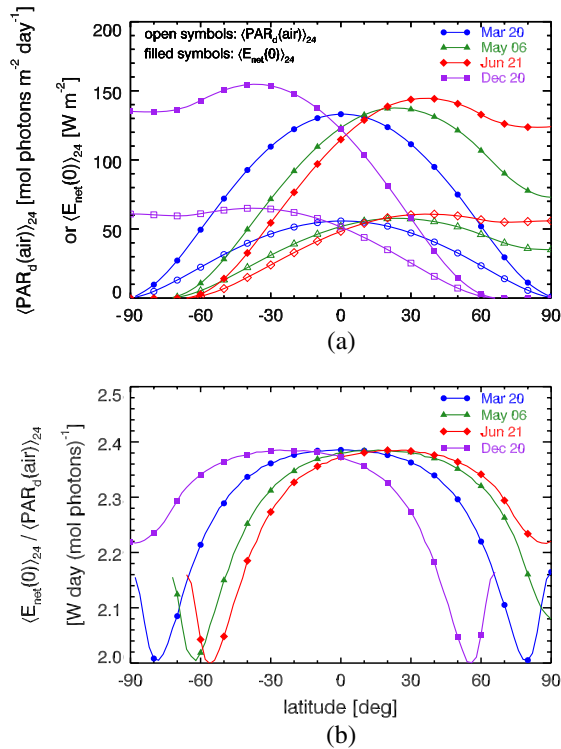 (a)
open symbols: ⟨PAR_d(air)⟩_24
filled symbols: ⟨E_net(0)⟩_24
Mar 20
May 06
Jun 21
Dec 20
⟨PAR_d(air)⟩_24 [mol photons m^-2 day^-1]
or ⟨E_net(0)⟩_24 [W m^-2]
200
150
100
50
0
-90 -60 -30 0 30 60 90
(a)
Mar 20
May 06
Jun 21
Dec 20
⟨E_net(0)⟩_24 / ⟨PAR_d(air)⟩_24
[W day (mol photons)^-1]
2.5
2.4
2.3
2.2
2.1
2.0
-90 -60 -30 0 30 60 90
latitude [deg]
(b)